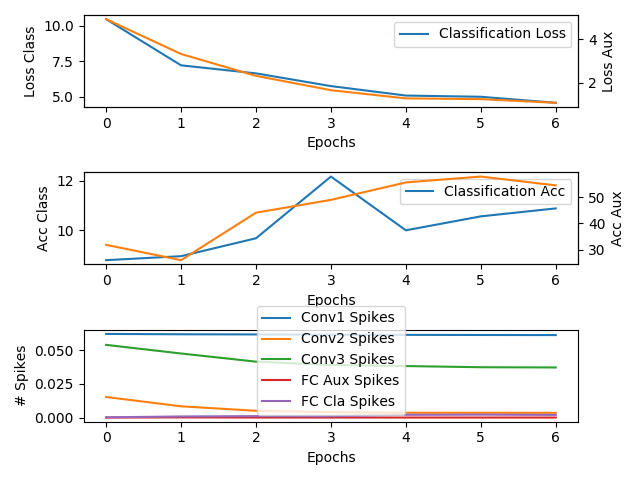 10.0
7.5
5.0
Loss Class
Classification Loss
4
2
Loss Aux
0 1 2 3 4 5 6
Epochs
12
10
Acc Class
Classification Acc
50
40
30
Acc Aux
0 1 2 3 4 5 6
Epochs
0.050
0.025
0.000
# Spikes
Conv1 Spikes
Conv2 Spikes
Conv3 Spikes
FC Aux Spikes
FC Cla Spikes
0 1 2 3 4 5 6
Epochs